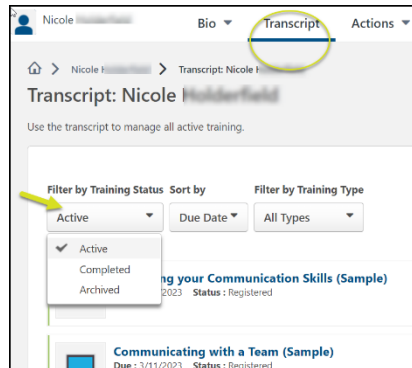 Nicole
Bio Transcript Actions
Nicole H Transcript: Nicole H
Transcript: Nicole Holderfield
Use the transcript to manage all active training.
Filter by Training Status Sort by Filter by Training Type
Active Due Date All Types
Active
Completed
Archived
ng your Communication Skills (Sample)
2023 Status : Registered
Communicating with a Team (Sample)
Due : 3/11/2023 Status : Registered